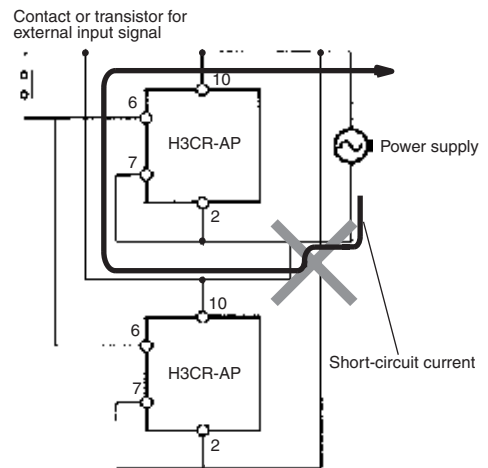 Contact or transistor for
external input signal
10
6
H3CR-AP
7
Power supply
2
10
6
H3CR-AP
Short-circuit current
7
2